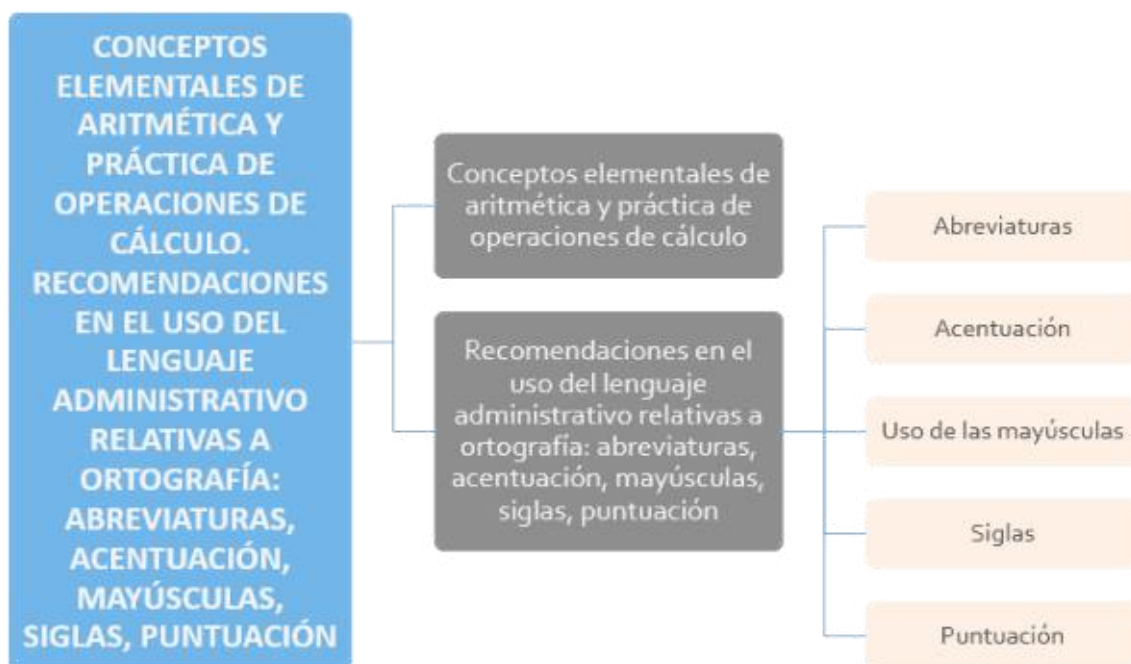 CONCEPTOS
ELEMENTALES DE
ARITMÉTICA Y
PRÁCTICA DE
OPERACIONES DE
CÁLCULO.
RECOMENDACIONES
EN EL USO DEL
LENGUAJE
ADMINISTRATIVO
RELATIVAS A
ORTOGRAFÍA:
ABREVIATURAS,
ACENTUACIÓN,
MAYÚSCULAS,
SIGLAS, PUNTUACIÓN
Conceptos elementales de
aritmética y práctica de
operaciones de cálculo
Recomendaciones en el
uso del lenguaje
administrativo relativas a
ortografía: abreviaturas,
acentuación, mayúsculas,
siglas, puntuación
Abreviaturas
Acentuación
Uso de las mayúsculas
Siglas
Puntuación